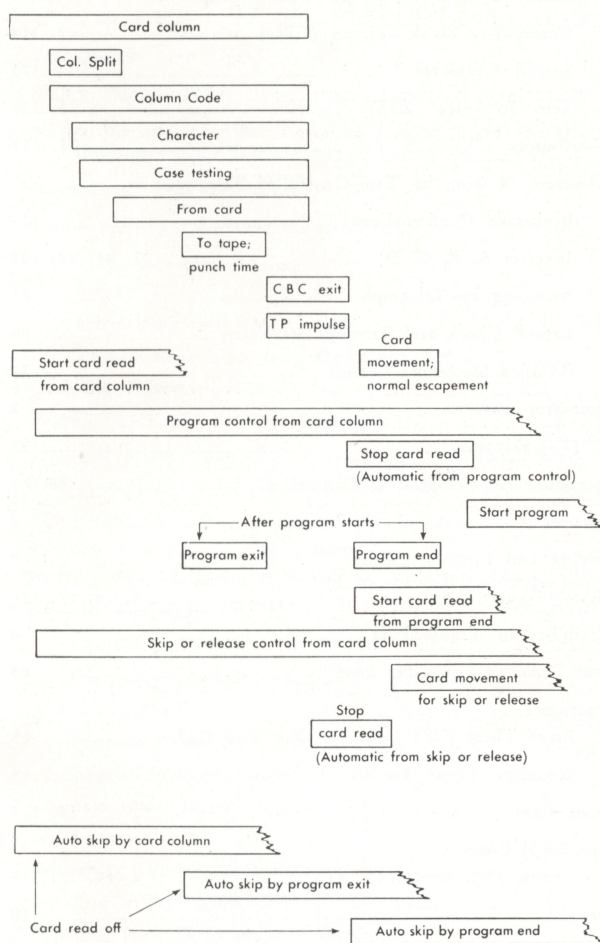 Card column
Col. Split
Column Code
Character
Case testing
From card
To tape;
punch time
CBC exit
TP impulse
Card
movement;
normal escapement
Start card read
from card column
Program control from card column
Stop card read
(Automatic from program control)
Start program
After program starts
Program exit
Program end
Start card read
from program end
Skip or release control from card column
Card movement
for skip or release
Stop
card read
(Automatic from skip or release)
Auto skip by card column
Auto skip by program exit
Card read off
Auto skip by program end